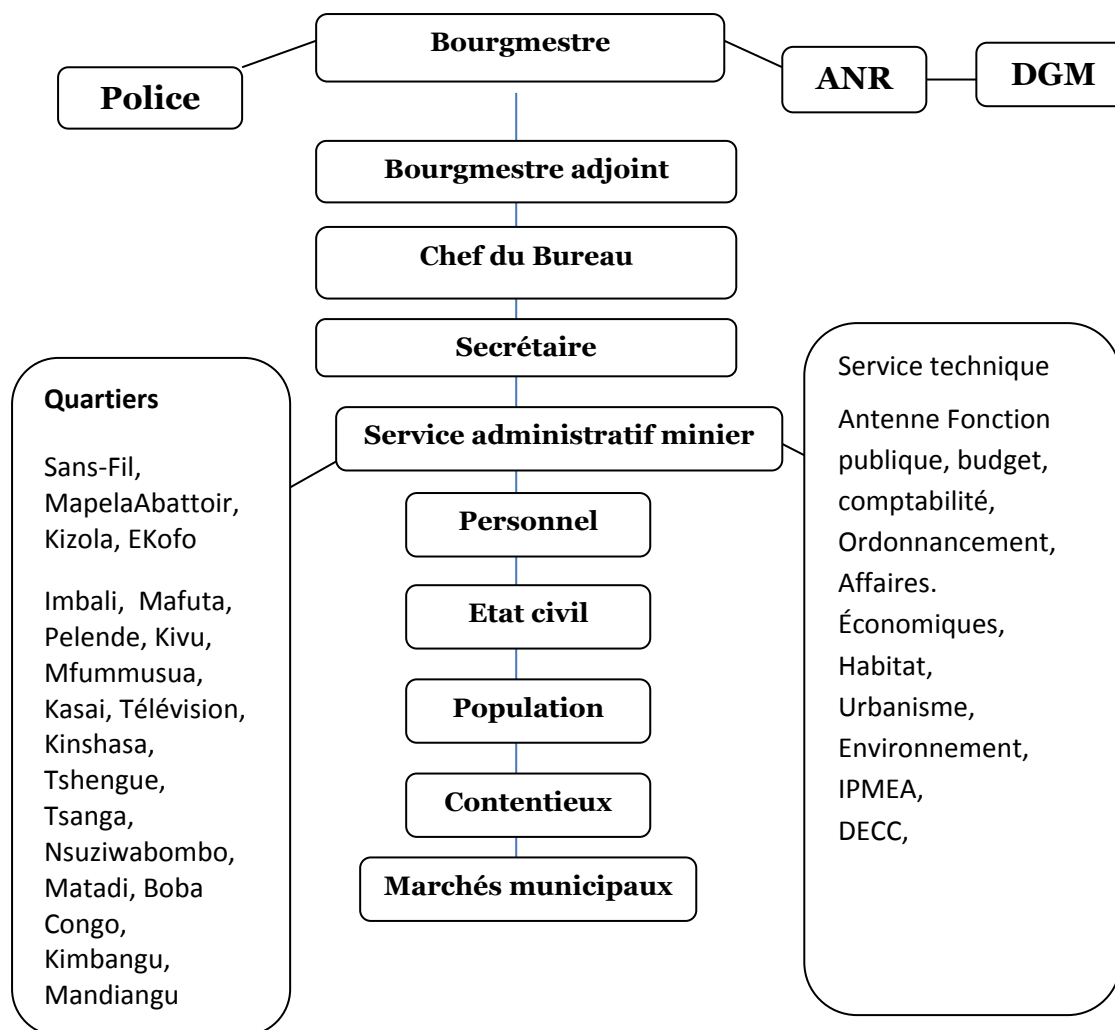 Bourgmestre
Police
ANR
DGM
Bourgmestre adjoint
Chef du Bureau
Secrétaire
Service administratif minier
Personnel
Etat civil
Population
Contentieux
Marchés municipaux
Quartiers
Sans-Fil,
MapelaAbattoir,
Kizola, EKofo
Imbali, Mafuta,
Pelende, Kivu,
Mfummusua,
Kasai, Télévision,
Kinshasa,
Tshengue,
Tsanga,
Nsuziwabombo,
Matadi, Boba
Congo,
Kimbangu,
Mandiangu
Service technique
Antenne Fonction
publique, budget,
comptabilité,
Ordonnancement,
Affaires.
Économiques,
Habitat,
Urbanisme,
Environnement,
IPMEA,
DECC,